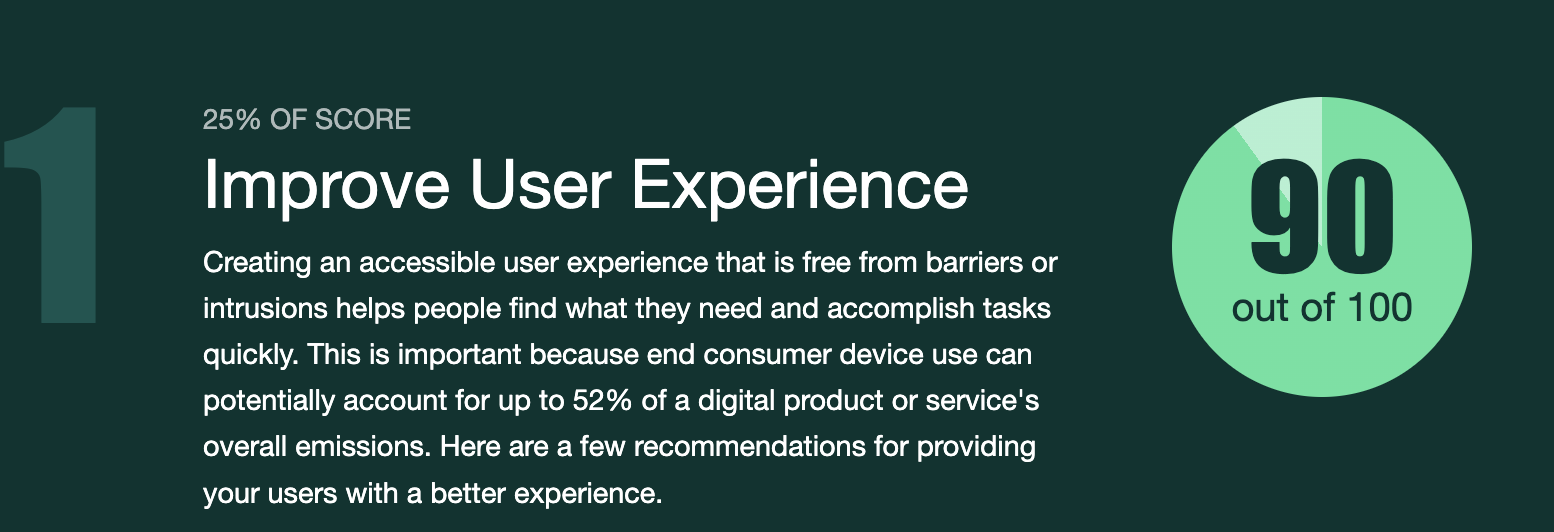 1
25% OF SCORE
Improve User Experience
Creating an accessible user experience that is free from barriers or
intrusions helps people find what they need and accomplish tasks
quickly. This is important because end consumer device use can
potentially account for up to 52% of a digital product or service's
overall emissions. Here are a few recommendations for providing
your users with a better experience.
90
out of 100